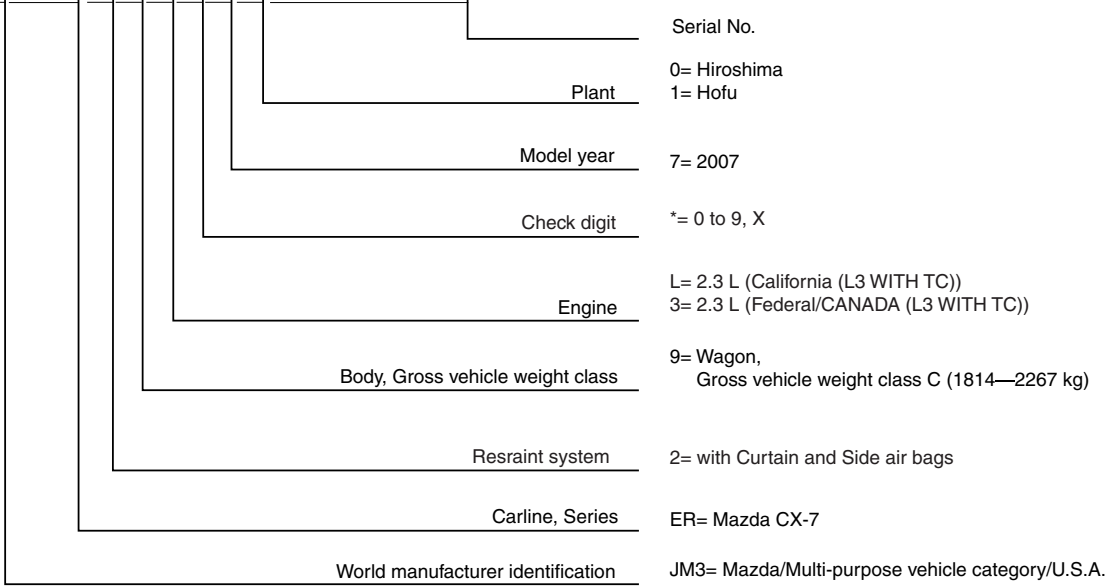 Serial No.
0= Hiroshima
Plant 1= Hofu
Model year 7= 2007
Check digit *= 0 to 9, X
L= 2.3 L (California (L3 WITH TC))
Engine 3= 2.3 L (Federal/CANADA (L3 WITH TC))
9= Wagon,
Body, Gross vehicle weight class Gross vehicle weight class C (1814—2267 kg)
Resraint system 2= with Curtain and Side air bags
Carline, Series ER= Mazda CX-7
World manufacturer identification JM3= Mazda/Multi-purpose vehicle category/U.S.A.